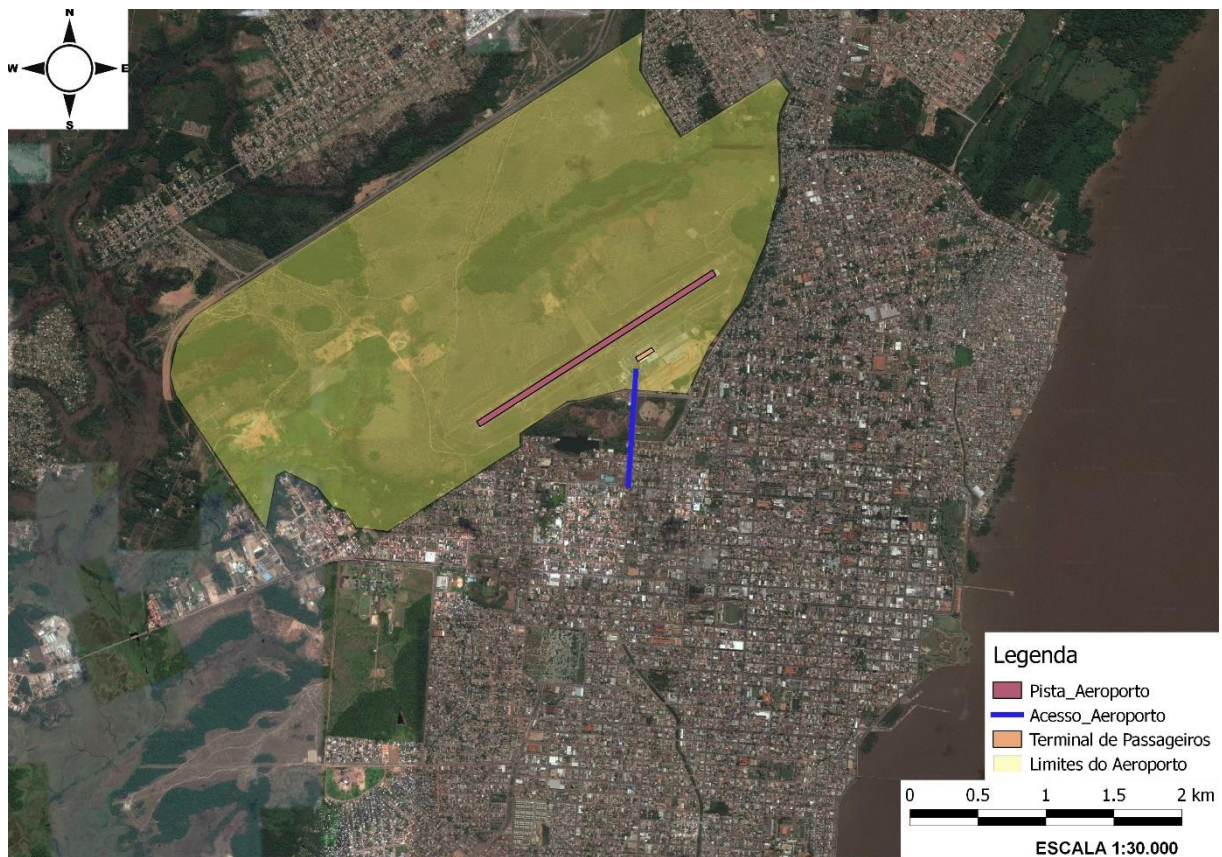 N
W E
S
Legenda
Pista_Aeroporto
Acesso_Aeroporto
Terminal de Passageiros
Limites do Aeroporto
0 0.5 1 1.5 2 km
ESCALA 1:30.000